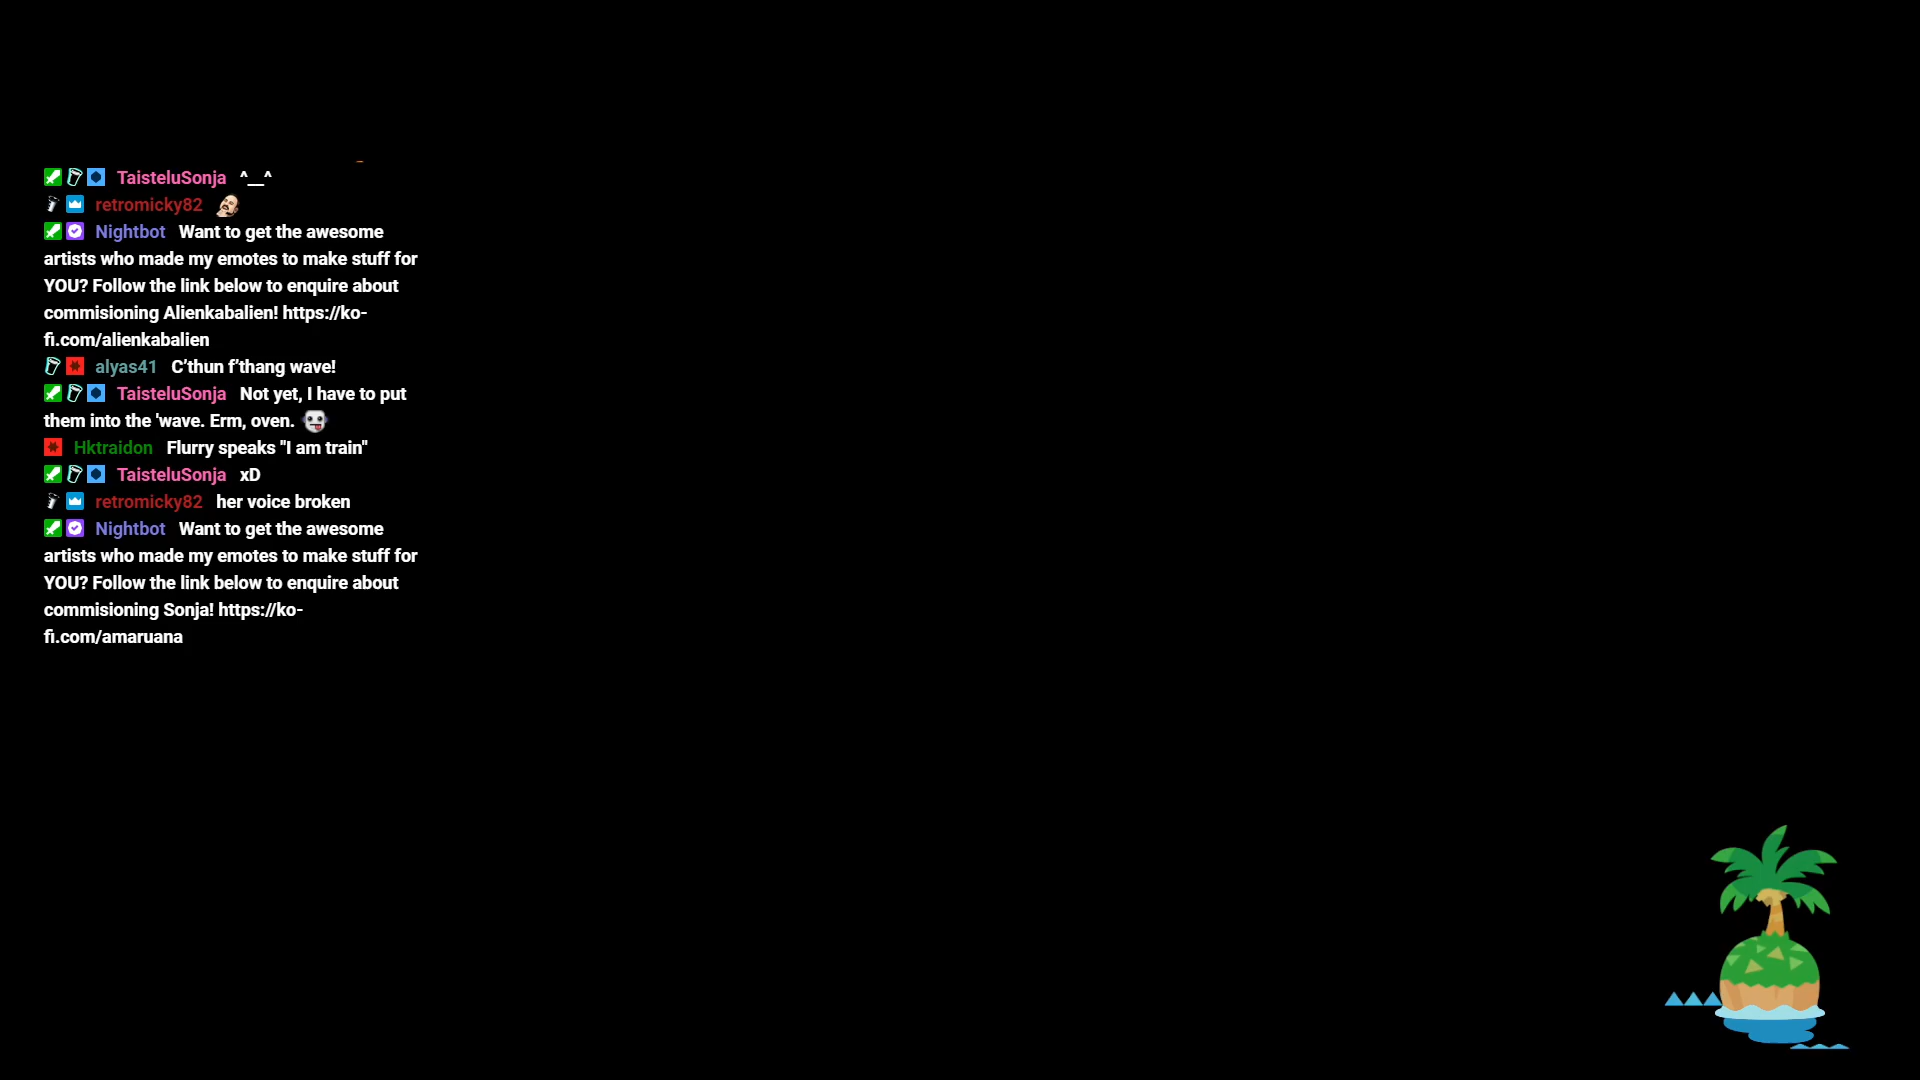 TaisteluSonja ^__^
retromicky82
Nightbot Want to get the awesome
artists who made my emotes to make stuff for
YOU? Follow the link below to enquire about
commisioning Alienkabalien! https://ko-
fi.com/alienkabalien
alyas41 C’thun f’thang wave!
TaisteluSonja Not yet, I have to put
them into the 'wave. Erm, oven.
Hktraidon Flurry speaks "I am train"
TaisteluSonja xD
retromicky82 her voice broken
Nightbot Want to get the awesome
artists who made my emotes to make stuff for
YOU? Follow the link below to enquire about
commisioning Sonja! https://ko-
fi.com/amaruana